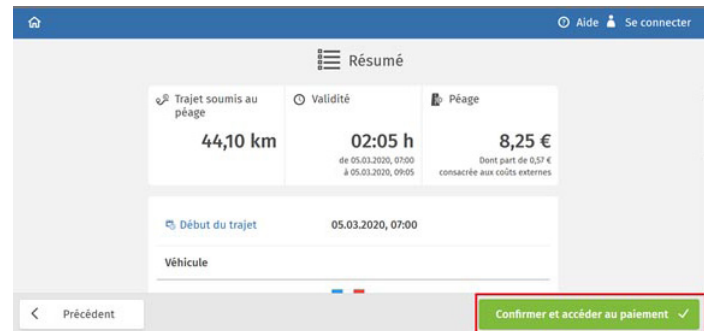 Aide Se connecter
Résumé
Trajet soumis au
péage
44,10 km
Validité
02:05 h
de 05.03.2020, 07:00
à 05.03.2020, 09:05
Péage
8,25 €
Dont part de 0,57 €
consacrée aux coûts externes
Début du trajet 05.03.2020, 07:00
Véhicule
Précédent Confirmer et accéder au paiement